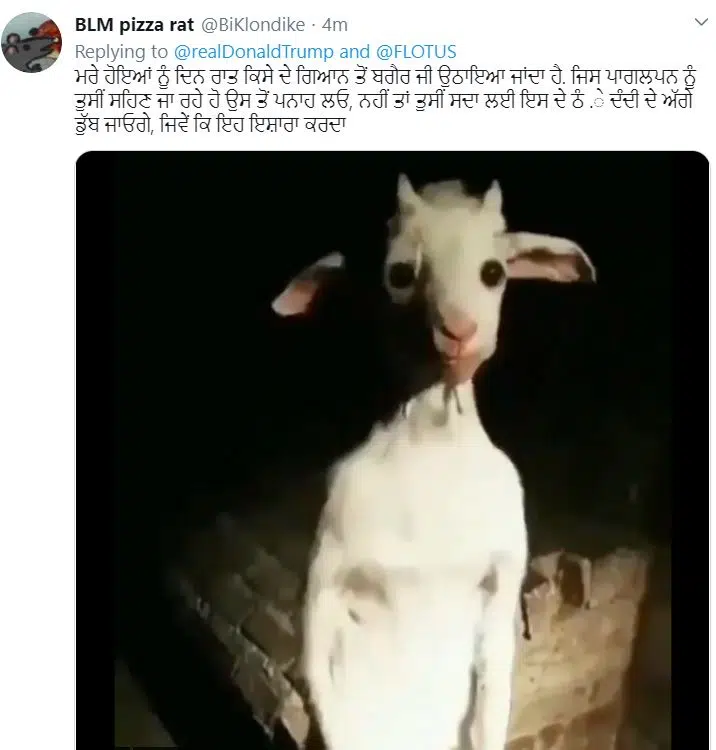 BLM pizza rat @BiKlondike · 4m
Replying to @realDonaldTrump and @FLOTUS
ਮਰੇ ਹੋਇਆਂ ਨੂੰ ਦਿਨ ਰਾਤ ਕਿਸੇ ਦੇ ਗਿਆਨ ਤੋਂ ਬਗੈਰ ਜੀ ਉਠਾਇਆ ਜਾਂਦਾ ਹੈ. ਜਿਸ ਪਾਗਲਪਨ ਨੂੰ
ਤੁਸੀਂ ਸਹਿਣ ਜਾ ਰਹੇ ਹੋ ਉਸ ਤੋਂ ਪਨਾਹ ਲਓ, ਨਹੀਂ ਤਾਂ ਤੁਸੀਂ ਸਦਾ ਲਈ ਇਸ ਦੇ ਠੰ .ੇ ਦੰਦੀ ਦੇ ਅੱਗੇ
ਡੁੱਬ ਜਾਓਗੇ, ਜਿਵੇਂ ਕਿ ਇਹ ਇਸ਼ਾਰਾ ਕਰਦਾ